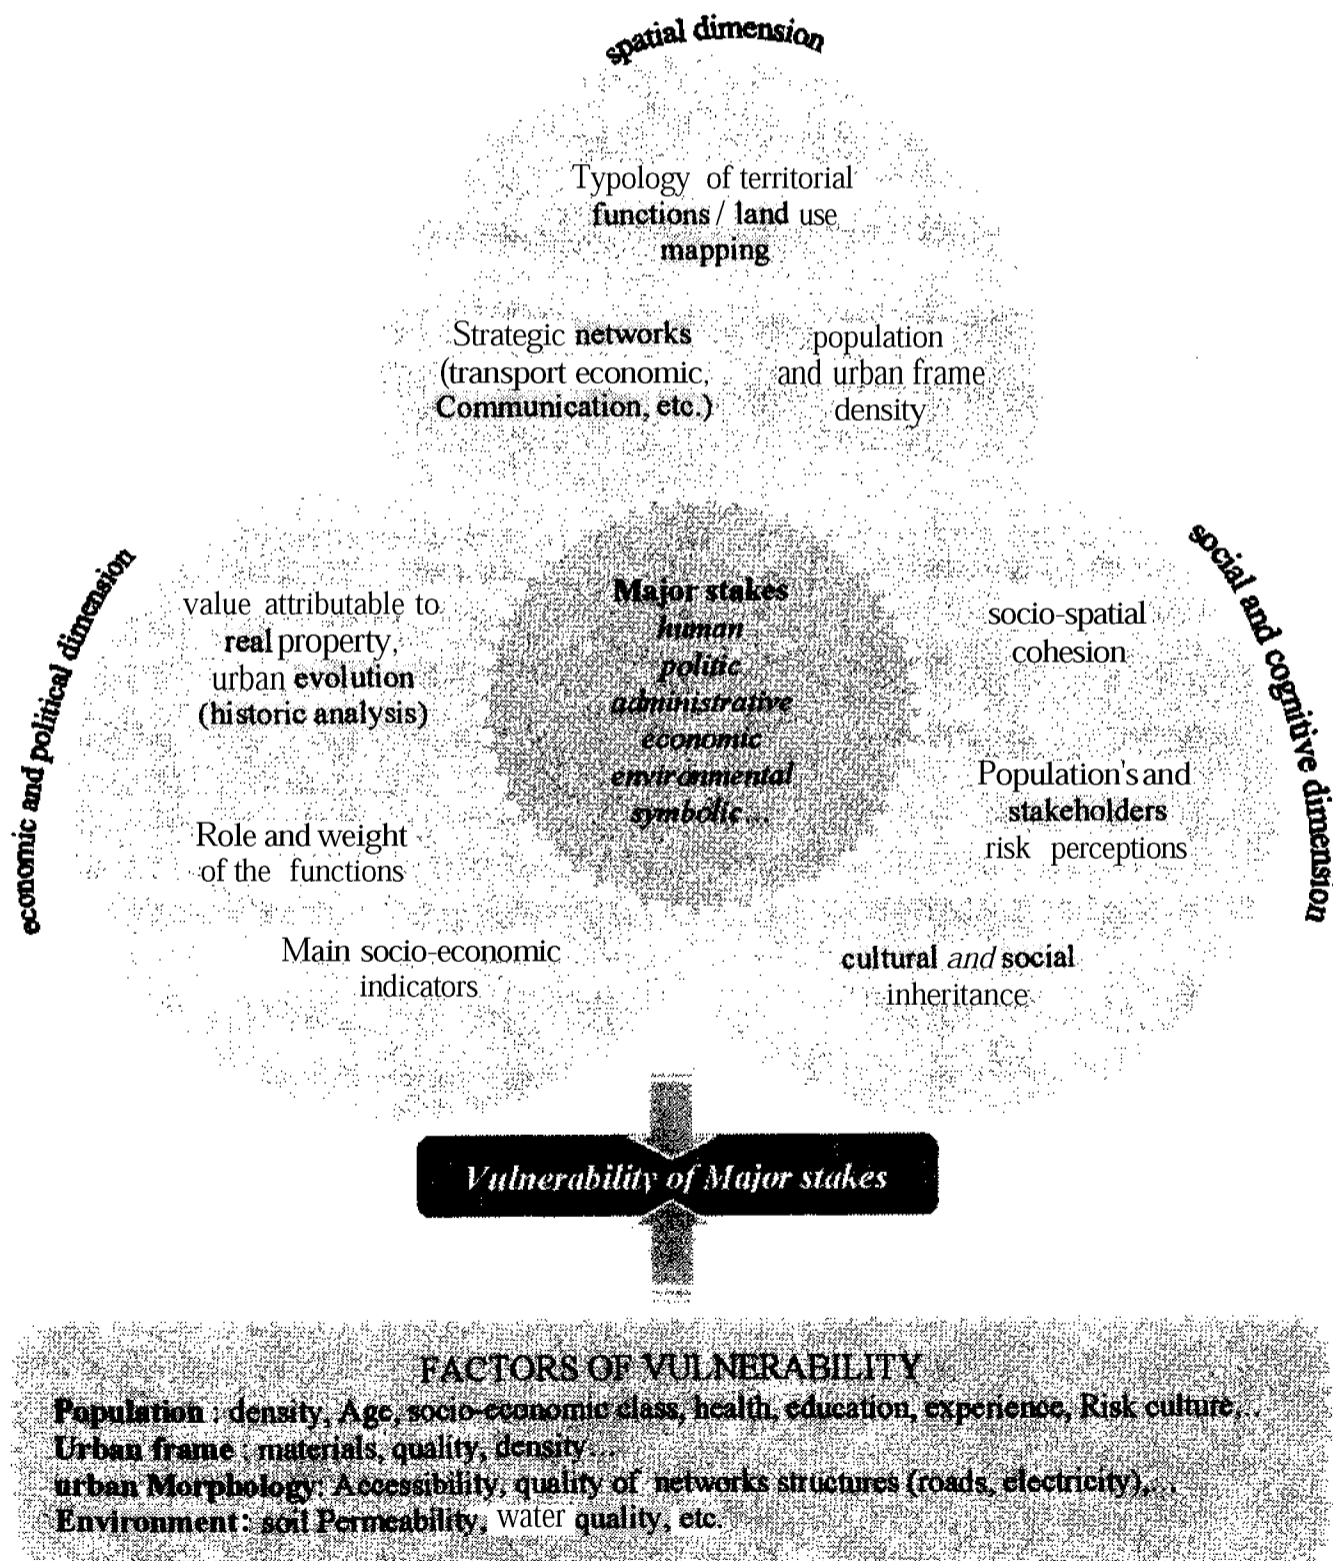 spatial dimension
Typology of territorial
functions / land use
mapping
Strategic networks
(transport economic,
Communication, etc.)
population
and urban frame
density
economic and political dimension
value attributable to
real property,
urban evolution
(historic analysis)
Role and weight
of the functions
Main socio-economic
indicators
Major stakes
human
politic
administrative
economic
environmental
symbolic...
social and cognitive dimension
socio-spatial
cohesion
Population's and
stakeholders
risk perceptions
cultural and social
inheritance
Vulnerability of Major stakes
FACTORS OF VULNERABILITY
Population : density, Age, socio-economic class, health, education, experience, Risk culture,...
Urban frame : materials, quality, density...
urban Morphology: Accessibility, quality of networks structures (roads, electricity),...
Environment: soil Permeability, water quality, etc.